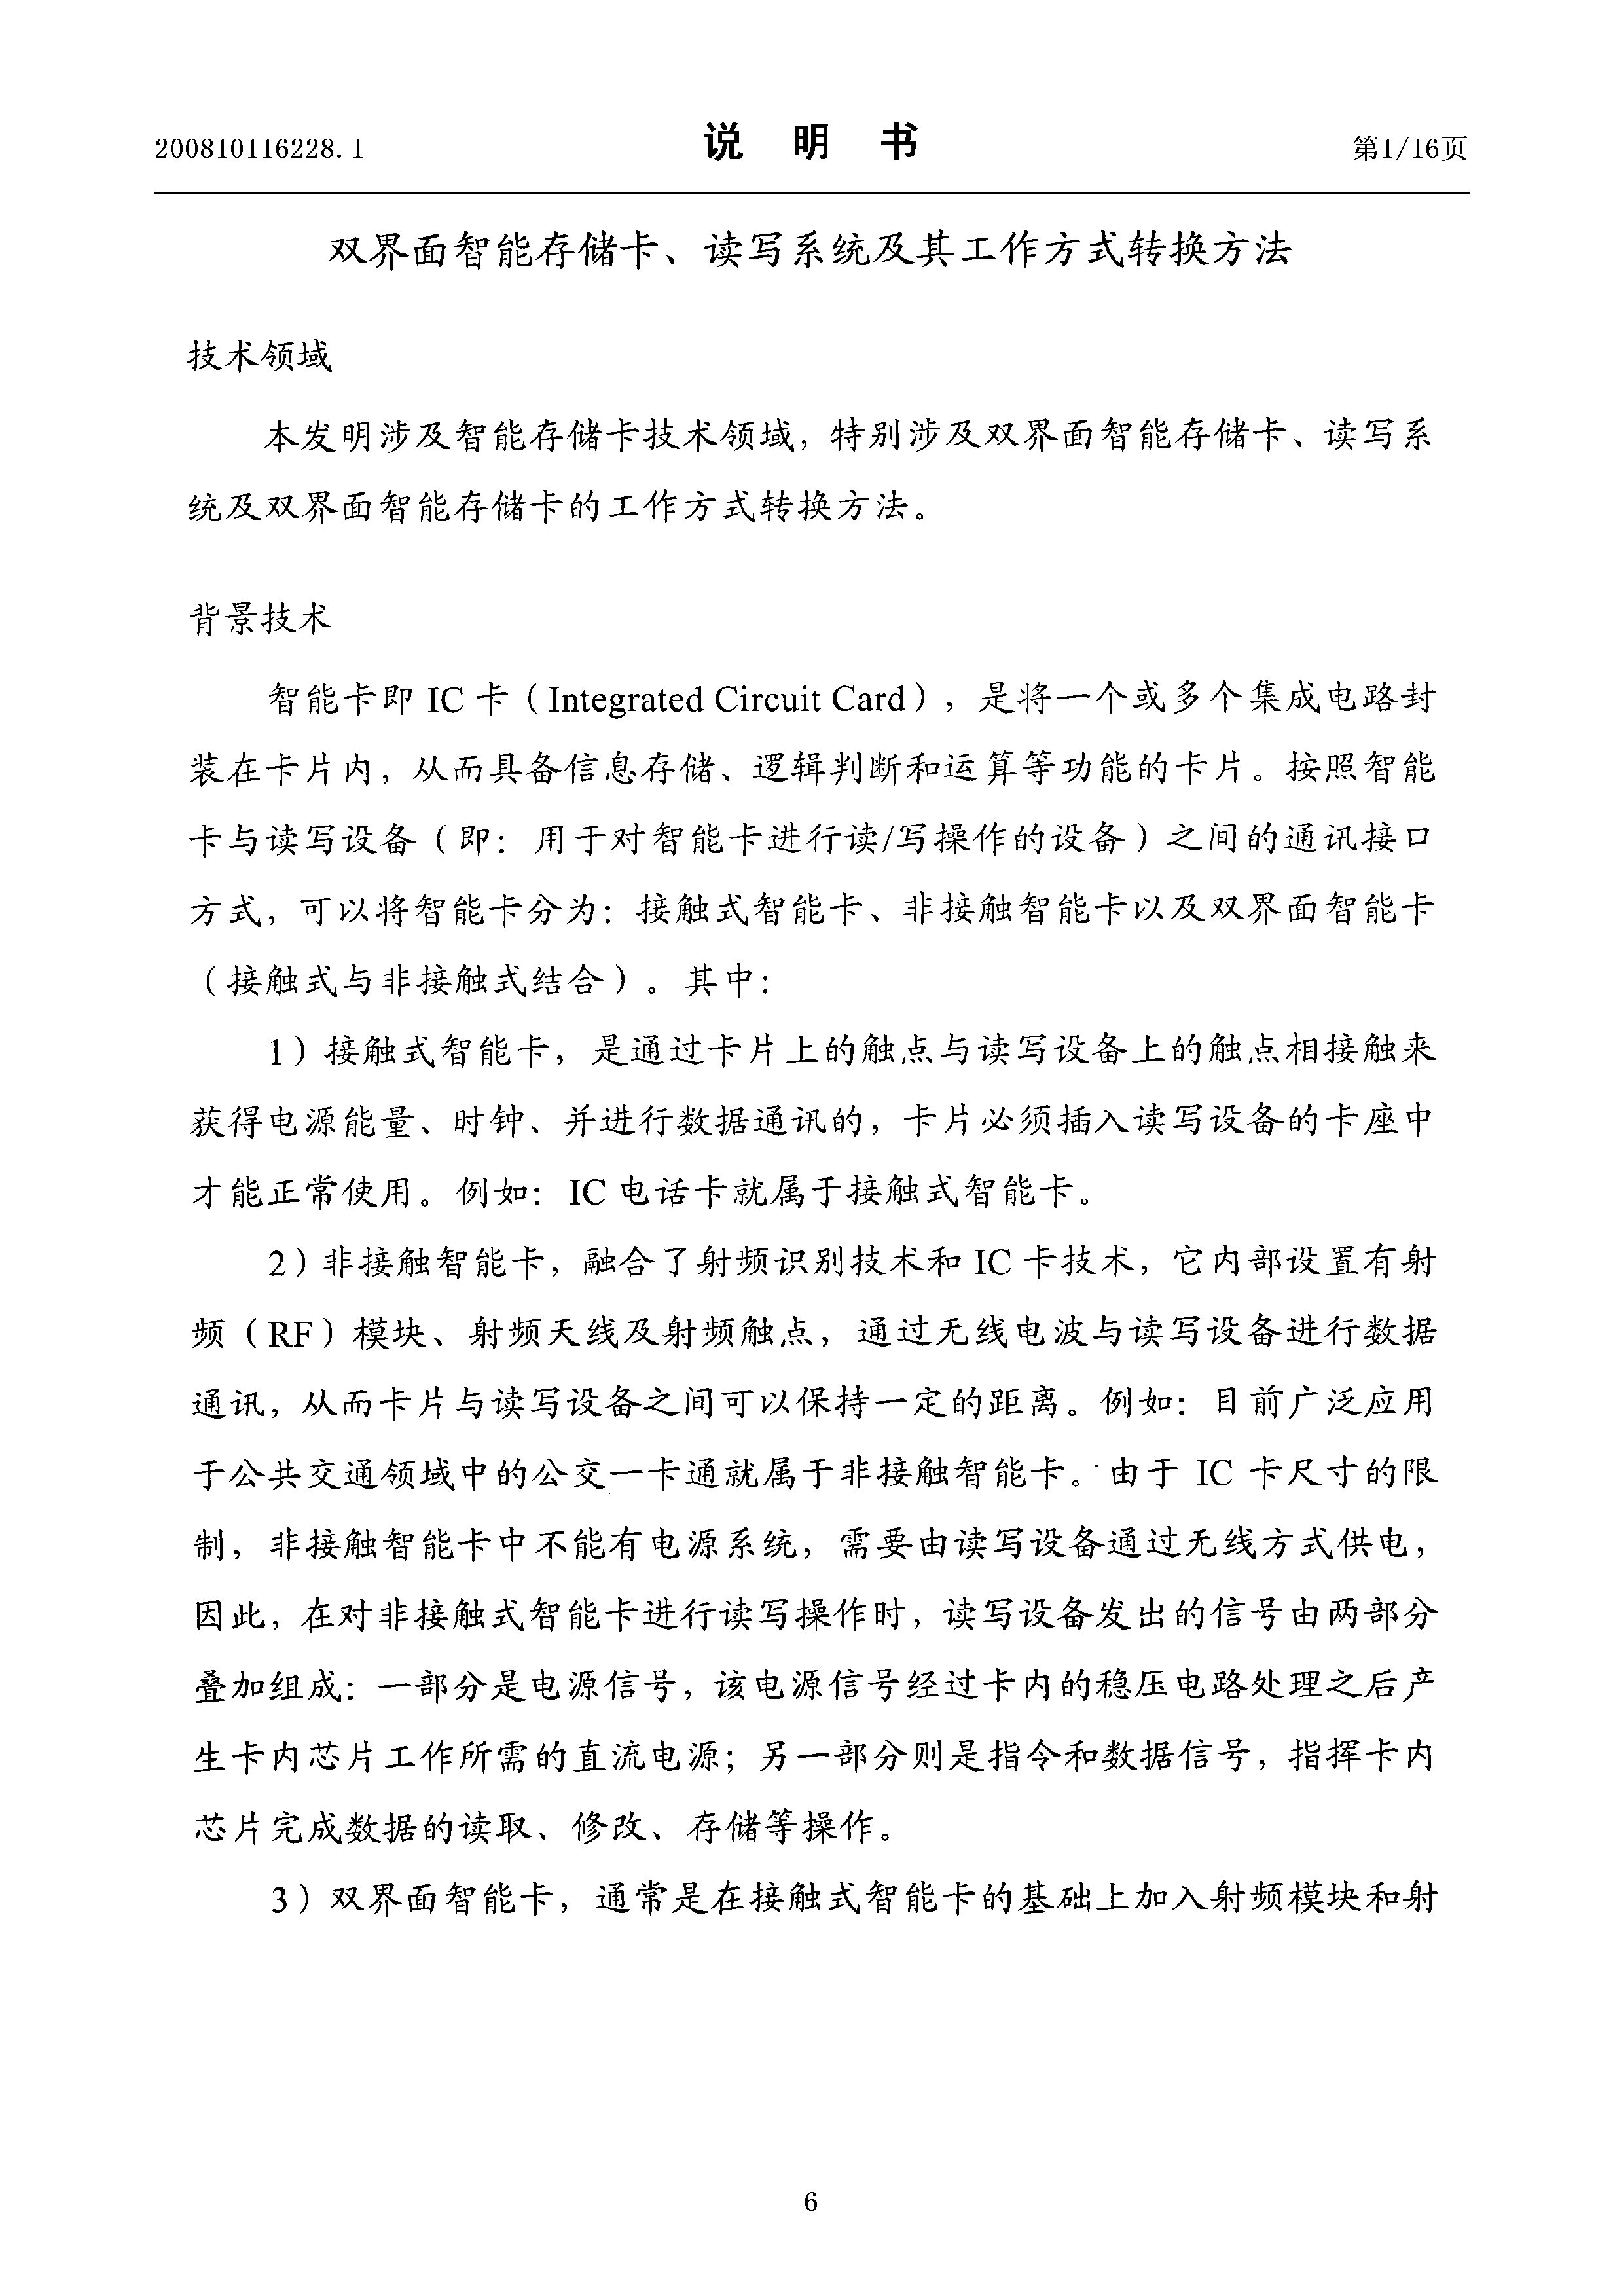 200810116228.1
说 明 书
第1/16页
双界面智能存储卡、读写系统及其工作方式转换方法
技术领域
本发明涉及智能存储卡技术领域，特别涉及双界面智能存储卡、读写系
统及双界面智能存储卡的工作方式转换方法。
背景技术
智能卡即 IC 卡（Integrated Circuit Card），是将一个或多个集成电路封
装在卡片内，从而具备信息存储、逻辑判断和运算等功能的卡片。按照智能
卡与读写设备（即：用于对智能卡进行读/写操作的设备）之间的通讯接口
方式，可以将智能卡分为：接触式智能卡、非接触智能卡以及双界面智能卡
（接触式与非接触式结合）。其中：
1）接触式智能卡，是通过卡片上的触点与读写设备上的触点相接触来
获得电源能量、时钟、并进行数据通讯的，卡片必须插入读写设备的卡座中
才能正常使用。例如：IC 电话卡就属于接触式智能卡。
2）非接触智能卡，融合了射频识别技术和 IC 卡技术，它内部设置有射
频（RF）模块、射频天线及射频触点，通过无线电波与读写设备进行数据
通讯，从而卡片与读写设备之间可以保持一定的距离。例如：目前广泛应用
于公共交通领域中的公交一卡通就属于非接触智能卡。由于 IC 卡尺寸的限
制，非接触智能卡中不能有电源系统，需要由读写设备通过无线方式供电，
因此，在对非接触式智能卡进行读写操作时，读写设备发出的信号由两部分
叠加组成：一部分是电源信号，该电源信号经过卡内的稳压电路处理之后产
生卡内芯片工作所需的直流电源；另一部分则是指令和数据信号，指挥卡内
芯片完成数据的读取、修改、存储等操作。
3）双界面智能卡，通常是在接触式智能卡的基础上加入射频模块和射
6